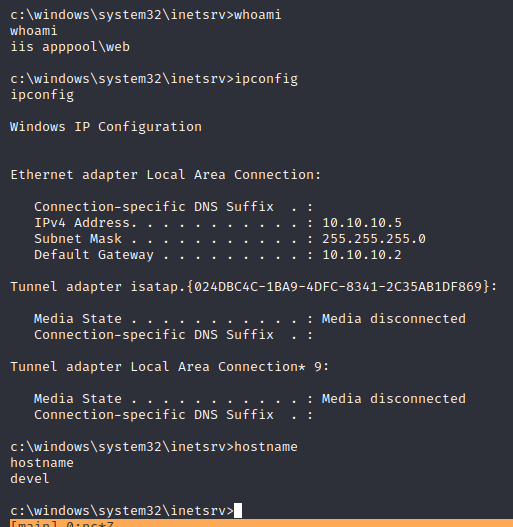 c:\windows\system32\inetsrv>whoami
whoami
iis apppool\web
c:\windows\system32\inetsrv>ipconfig
ipconfig
Windows IP Configuration
Ethernet adapter Local Area Connection:
   Connection-specific DNS Suffix  . :
   IPv4 Address. . . . . . . . . . . : 10.10.10.5
   Subnet Mask . . . . . . . . . . . : 255.255.255.0
   Default Gateway . . . . . . . . . : 10.10.10.2
Tunnel adapter isatap.{024DBC4C-1BA9-4DFC-8341-2C35AB1DF869}:
   Media State . . . . . . . . . . . : Media disconnected
   Connection-specific DNS Suffix  . :
Tunnel adapter Local Area Connection* 9:
   Media State . . . . . . . . . . . : Media disconnected
   Connection-specific DNS Suffix  . :
c:\windows\system32\inetsrv>hostname
hostname
devel
c:\windows\system32\inetsrv>
[main] 0:nc*Z